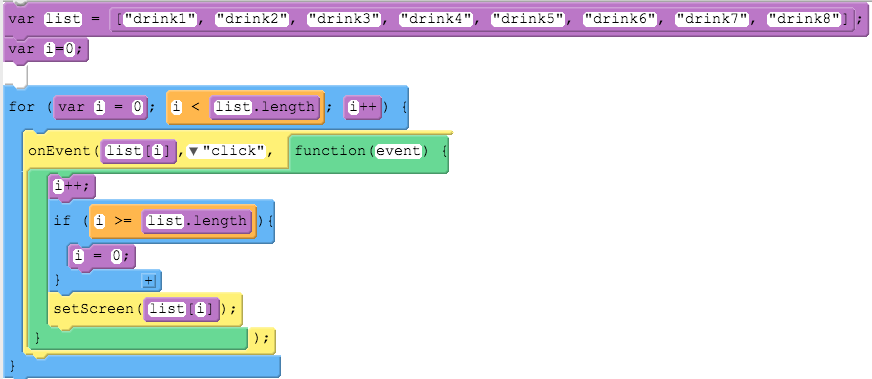 var list = ["drink1", "drink2", "drink3", "drink4", "drink5", "drink6", "drink7", "drink8"];
var i=0;
for (var i = 0; i < list.length; i++) {
onEvent(list[i],▼"click", function(event) {
i++;
if (i >= list.length){
i = 0;
} +
setScreen(list[i]);
} );
}